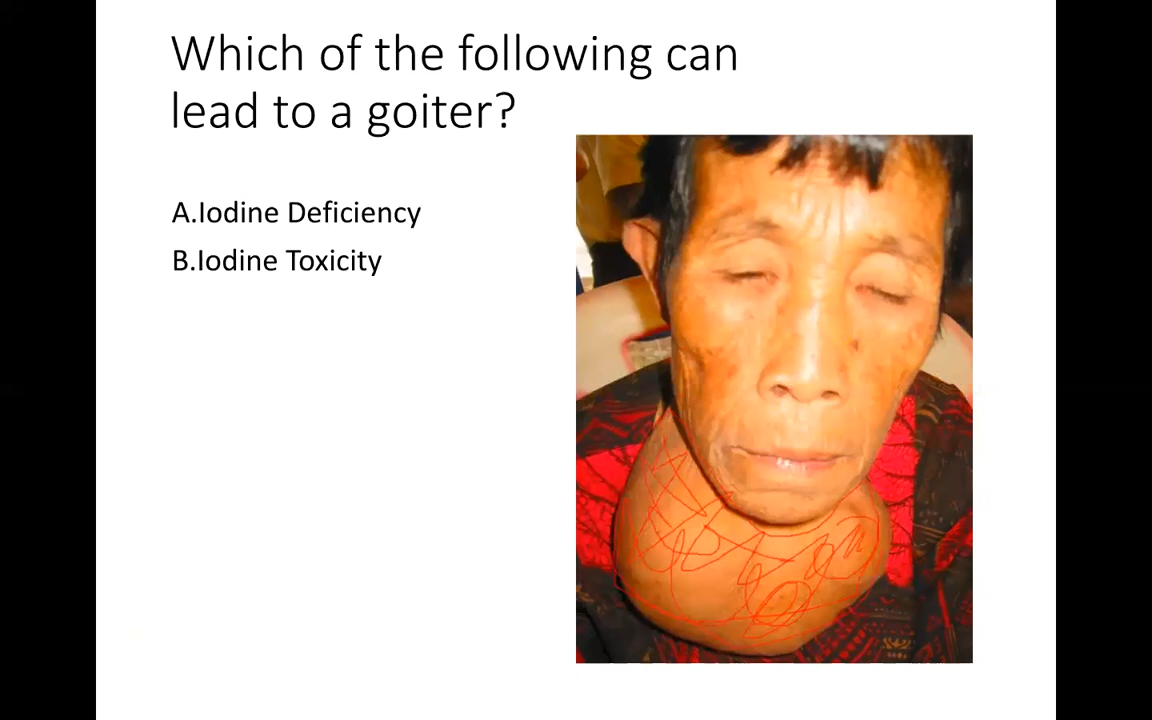 Which of the following can
lead to a goiter?
A.Iodine Deficiency
B.Iodine Toxicity